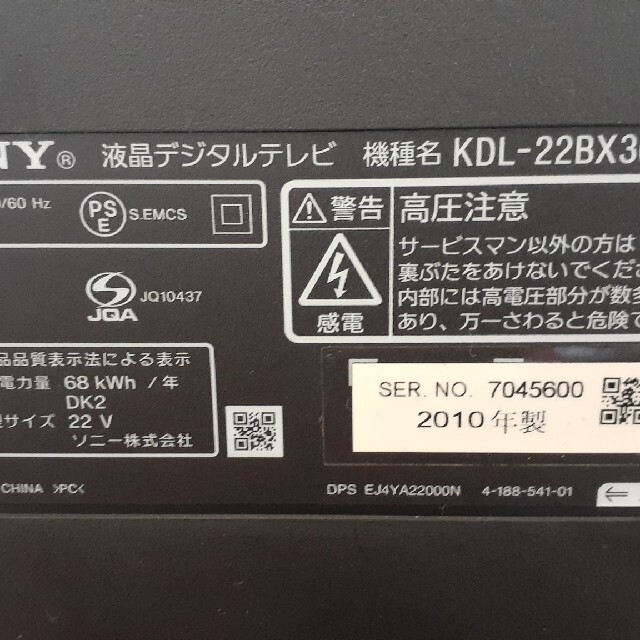 NY® 液晶デジタルテレビ 機種名 KDL-22BX3
/60 Hz
PSE S.EMCS
警告 高圧注意
サービスマン以外の方は
裏ぶたをあけないでくだ
内部には高電圧部分が数多
あり、万一さわると危険で
感電
JQA JQ10437
品品質表示法による表示
電力量 68 kWh / 年
DK2
サイズ 22 V
ソニー株式会社
SER. NO. 7045600
2010 年製
CHINA >PC<
DPS EJ4YA22000N 4-188-541-01